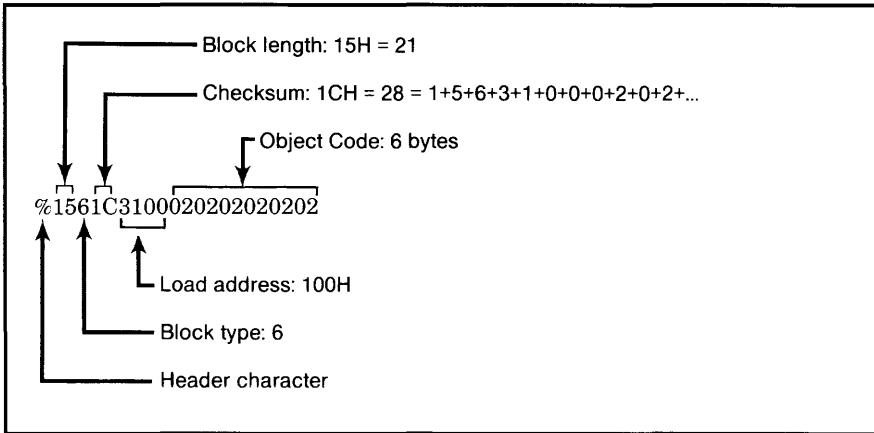 Block length: 15H = 21
Checksum: 1CH = 28 = 1+5+6+3+1+0+0+0+2+0+2+...
Object Code: 6 bytes
%1561C3100020202020202
Load address: 100H
Block type: 6
Header character